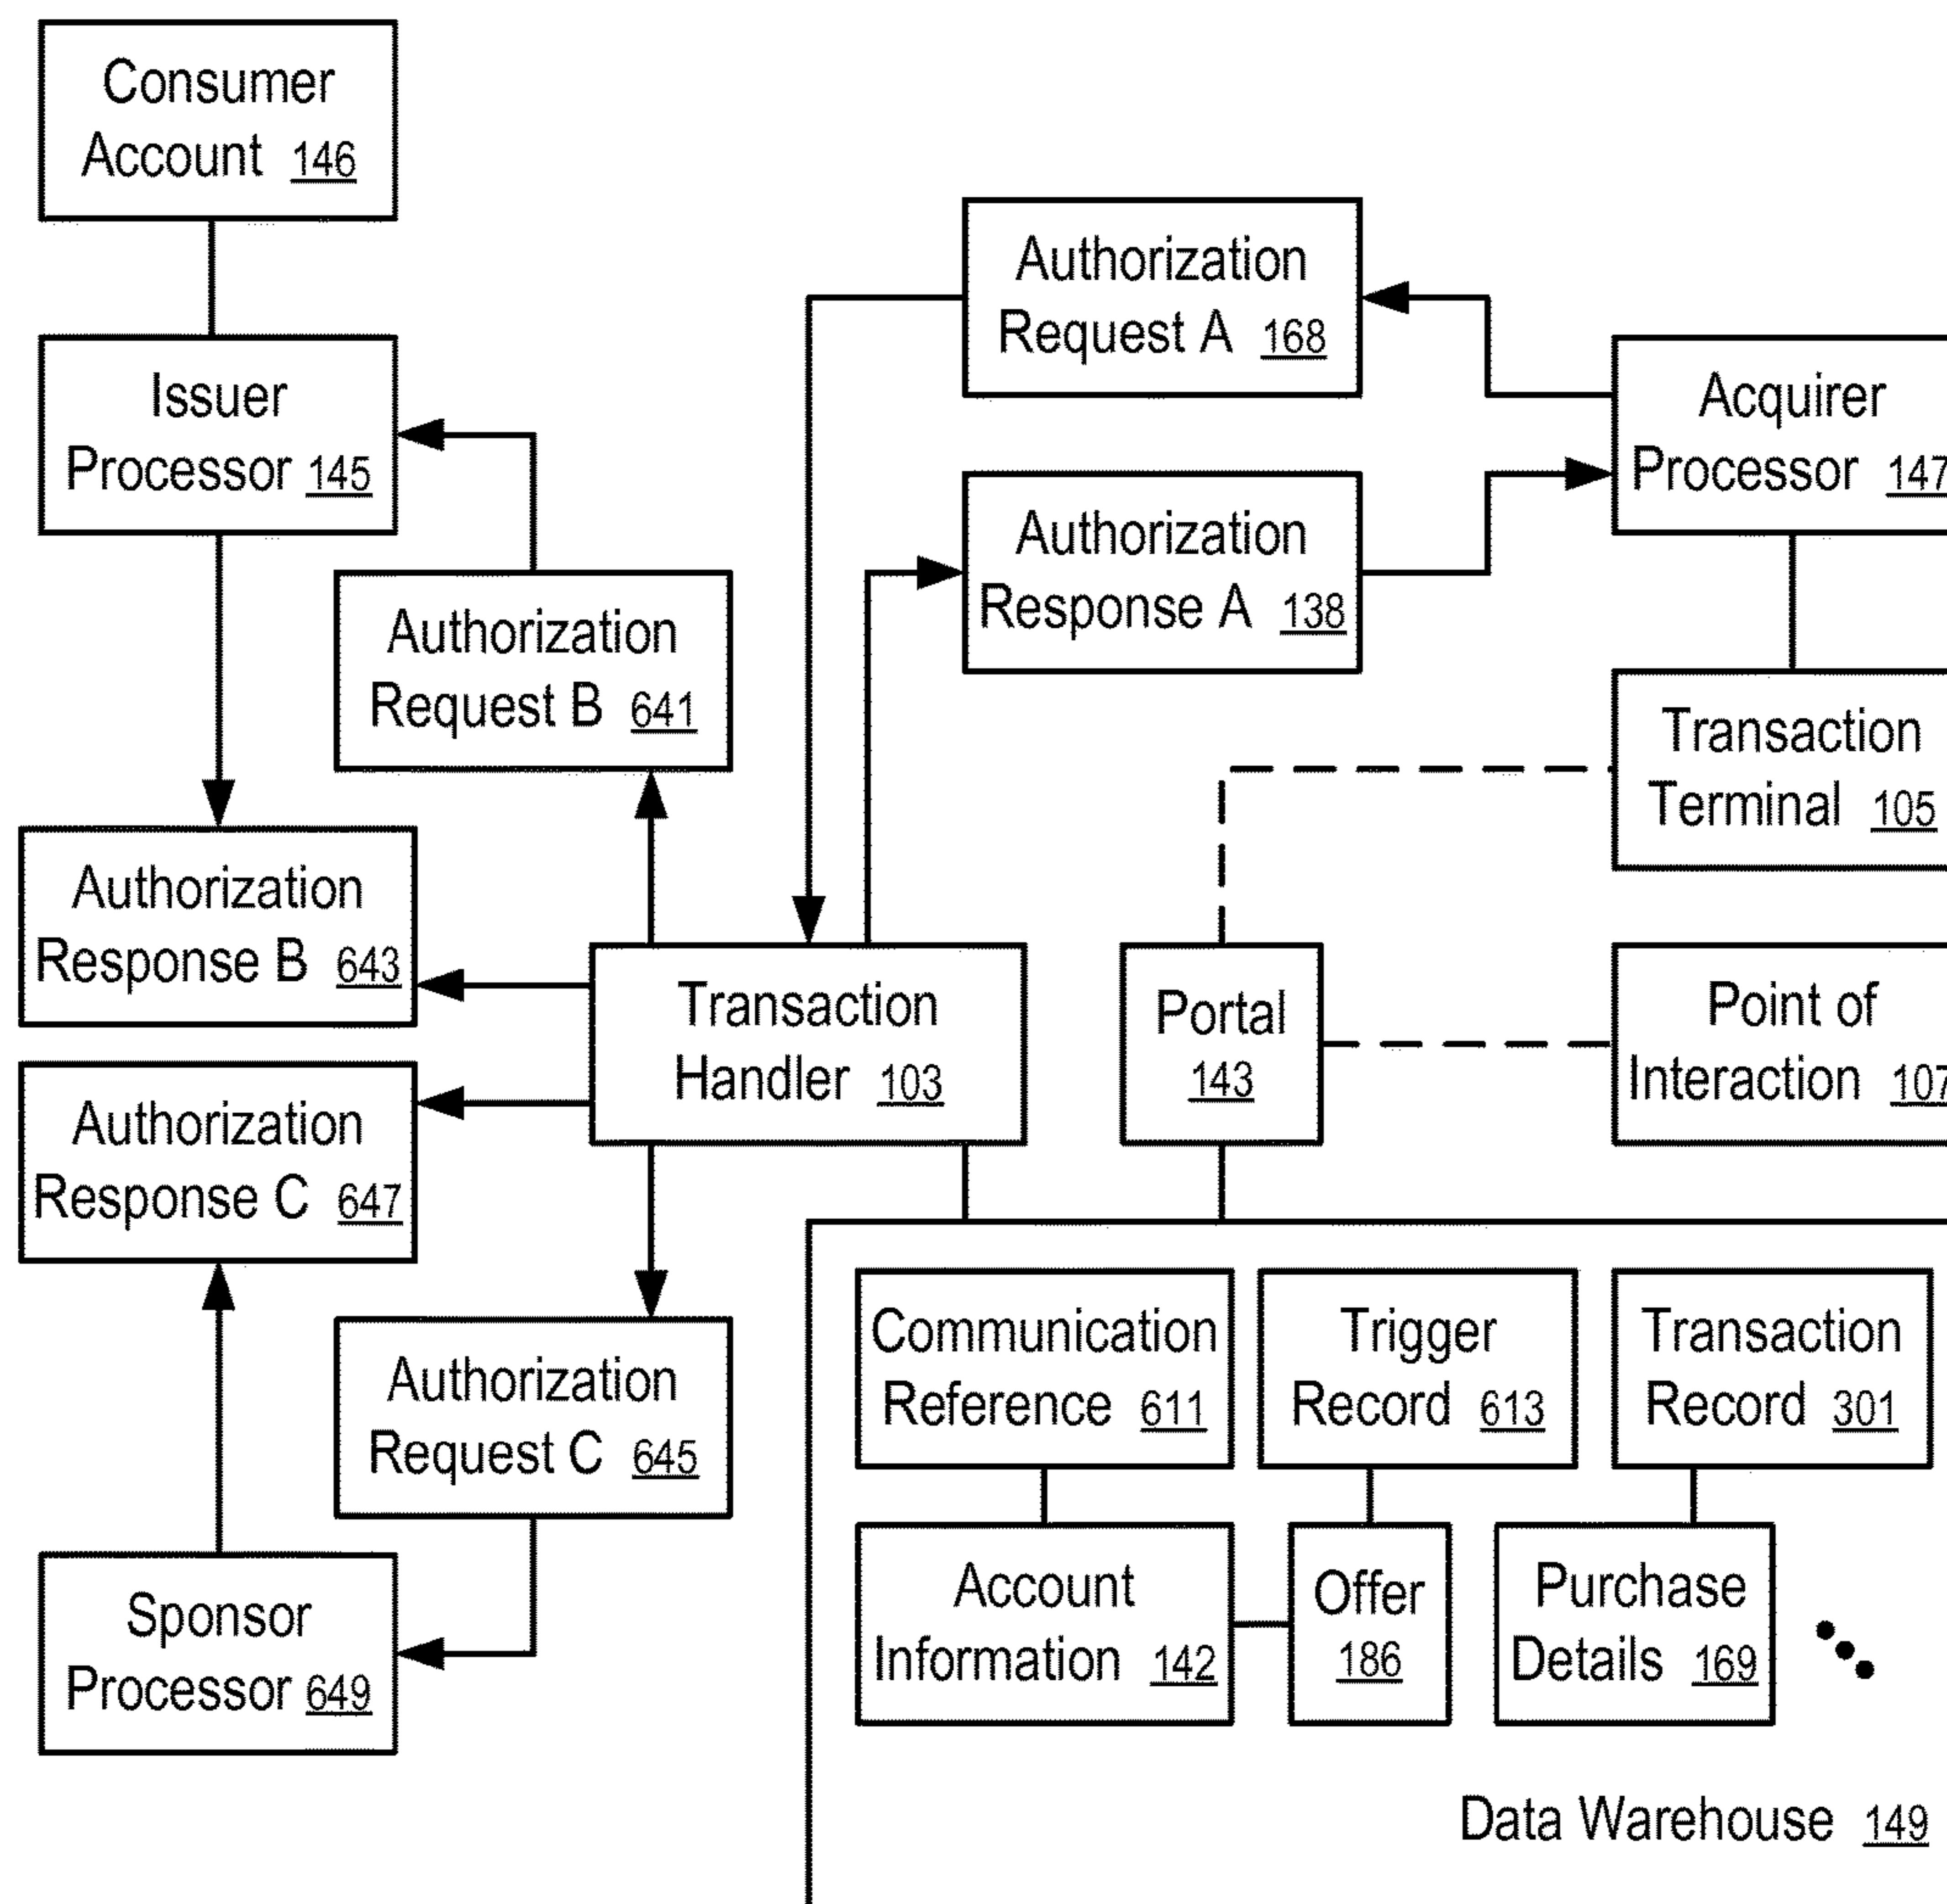 Consumer
Account 146
Authorization
Request A 168
Issuer
Processor 145
Acquirer
Processor 147
Authorization
Response A 138
Authorization
Request B 641
Transaction
Terminal 105
Authorization
Response B 643
Transaction
Handler 103
Portal
143
Point of
Interaction 107
Authorization
Response C 647
Communication
Reference 611
Trigger
Record 613
Transaction
Record 301
Authorization
Request C 645
Account
Information 142
Offer
186
Purchase
Details 169
Sponsor
Processor 649
Data Warehouse 149